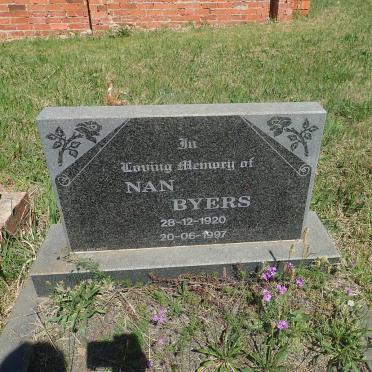 In
Loving Memory of
NAN
BYERS
28-12-1920
20-06-1997